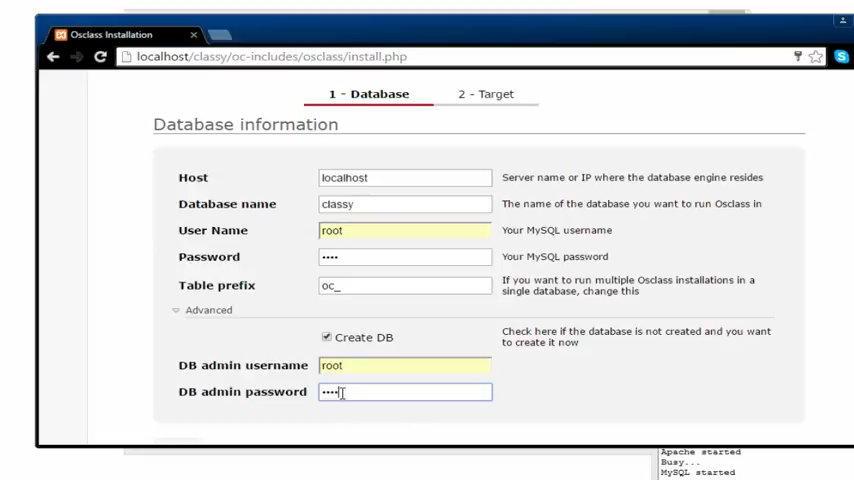 Osclass Installation
localhost/classy/oc-includes/osclass/install.php
1 - Database 2 - Target
Database information
Host localhost Server name or IP where the database engine resides
Database name classy The name of the database you want to run Osclass in
User Name root Your MySQL username
Password •••• Your MySQL password
Table prefix oc_ If you want to run multiple Osclass installations in a
single database, change this
Advanced
Create DB Check here if the database is not created and you want
to create it now
DB admin username root
DB admin password ••••
Apache started
Busy...
MySQL started